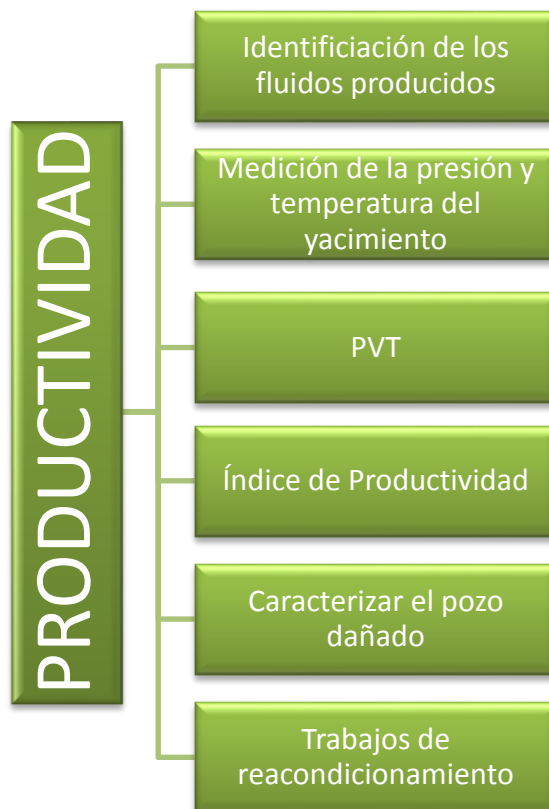 PRODUCTIVIDAD
Identificiación de los
fluidos producidos
Medición de la presión y
temperatura del
yacimiento
PVT
Índice de Productividad
Caracterizar el pozo
dañado
Trabajos de
reacondicionamiento